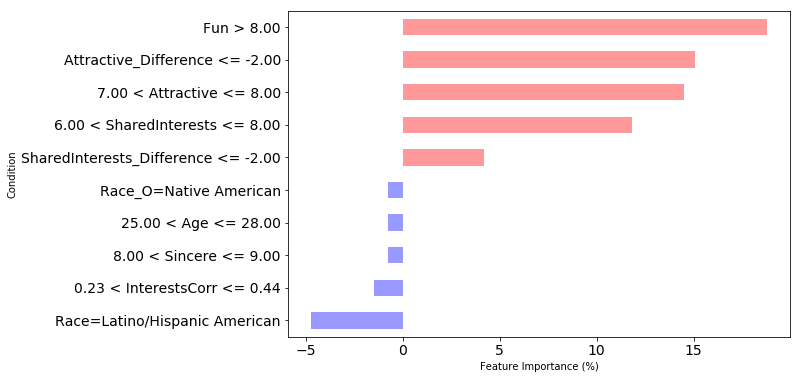 Fun > 8.00
Attractive_Difference <= -2.00
7.00 < Attractive <= 8.00
6.00 < SharedInterests <= 8.00
SharedInterests_Difference <= -2.00
Race_O=Native American
25.00 < Age <= 28.00
8.00 < Sincere <= 9.00
0.23 < InterestsCorr <= 0.44
Race=Latino/Hispanic American
Condition
−5 0 5 10 15
Feature Importance (%)